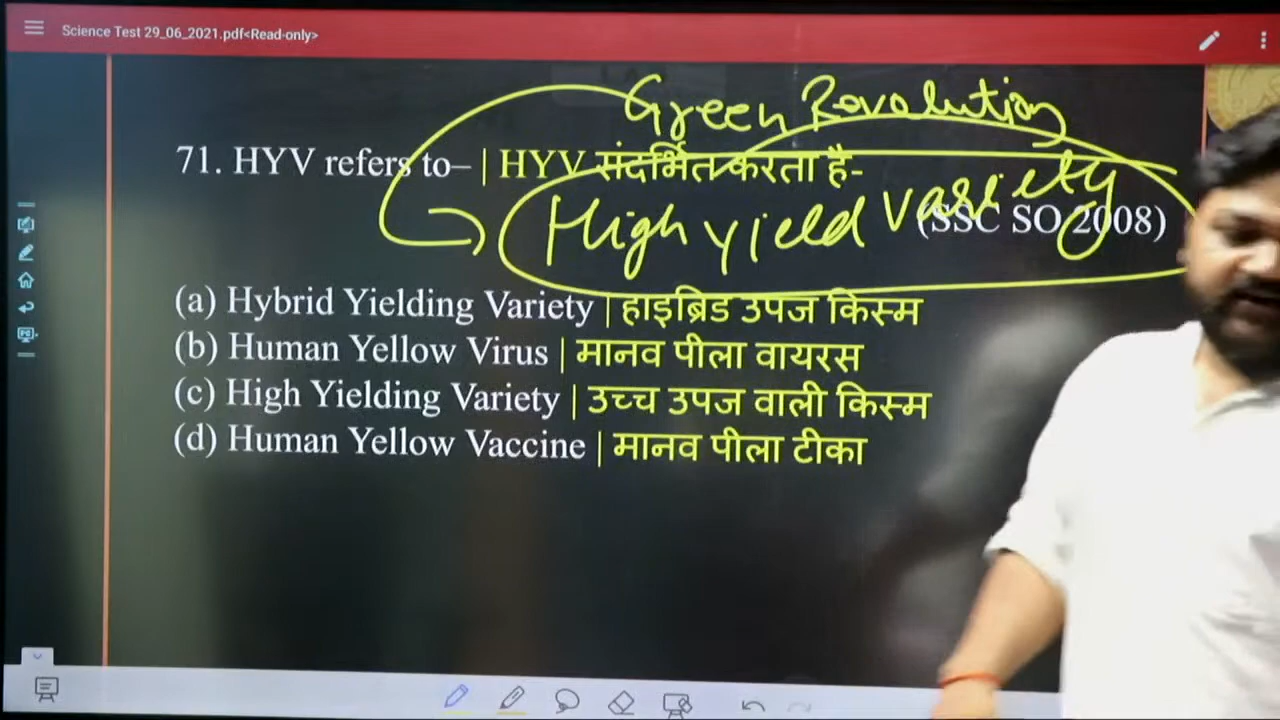 Science Test 29_06_2021.pdf<Read-only>
Green Revolution
71. HYV refers to– | HYV संदर्भित करता है-
High yield variety
(SSC SO 2008)
(a) Hybrid Yielding Variety | हाइब्रिड उपज किस्म
(b) Human Yellow Virus | मानव पीला वायरस
(c) High Yielding Variety | उच्च उपज वाली किस्म
(d) Human Yellow Vaccine | मानव पीला टीका